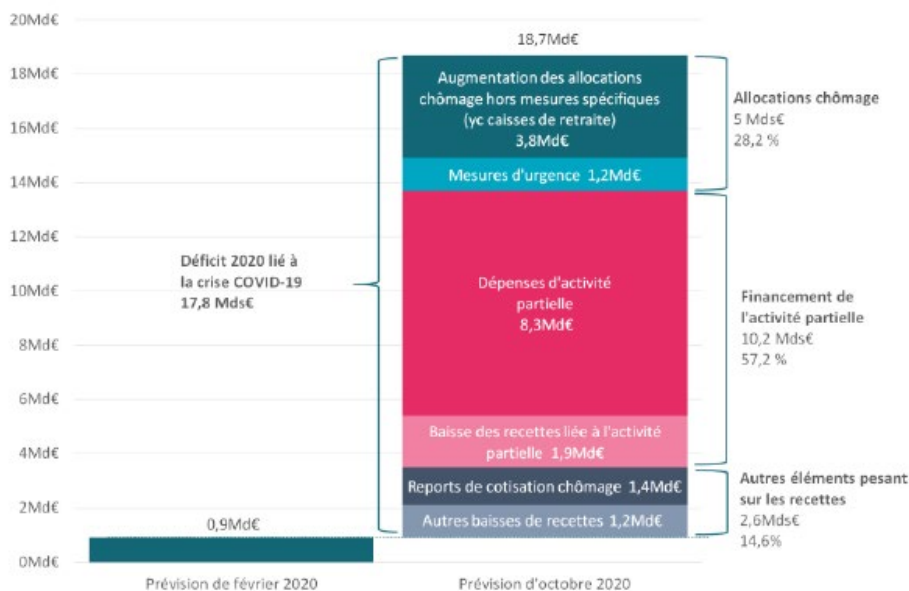 20Md€
18Md€
16Md€
14Md€
12Md€
10Md€
8Md€
6Md€
4Md€
2Md€
0Md€
0,9Md€
Prévision de février 2020
Déficit 2020 lié à
la crise COVID-19
17,8 Mds€
18,7Md€
Augmentation des allocations
chômage hors mesures spécifiques
(yc caisses de retraite)
3,8Md€
Mesures d'urgence 1,2Md€
Dépenses d'activité
partielle
8,3Md€
Baisse des recettes liée à l'activité
partielle 1,9Md€
Reports de cotisation chômage 1,4Md€
Autres baisses de recettes 1,2Md€
Prévision d'octobre 2020
Allocations chômage
5 Mds€
28,2 %
Financement de
l'activité partielle
10,2 Mds€
57,2 %
Autres éléments pesant
sur les recettes
2,6Mds€
14,6%